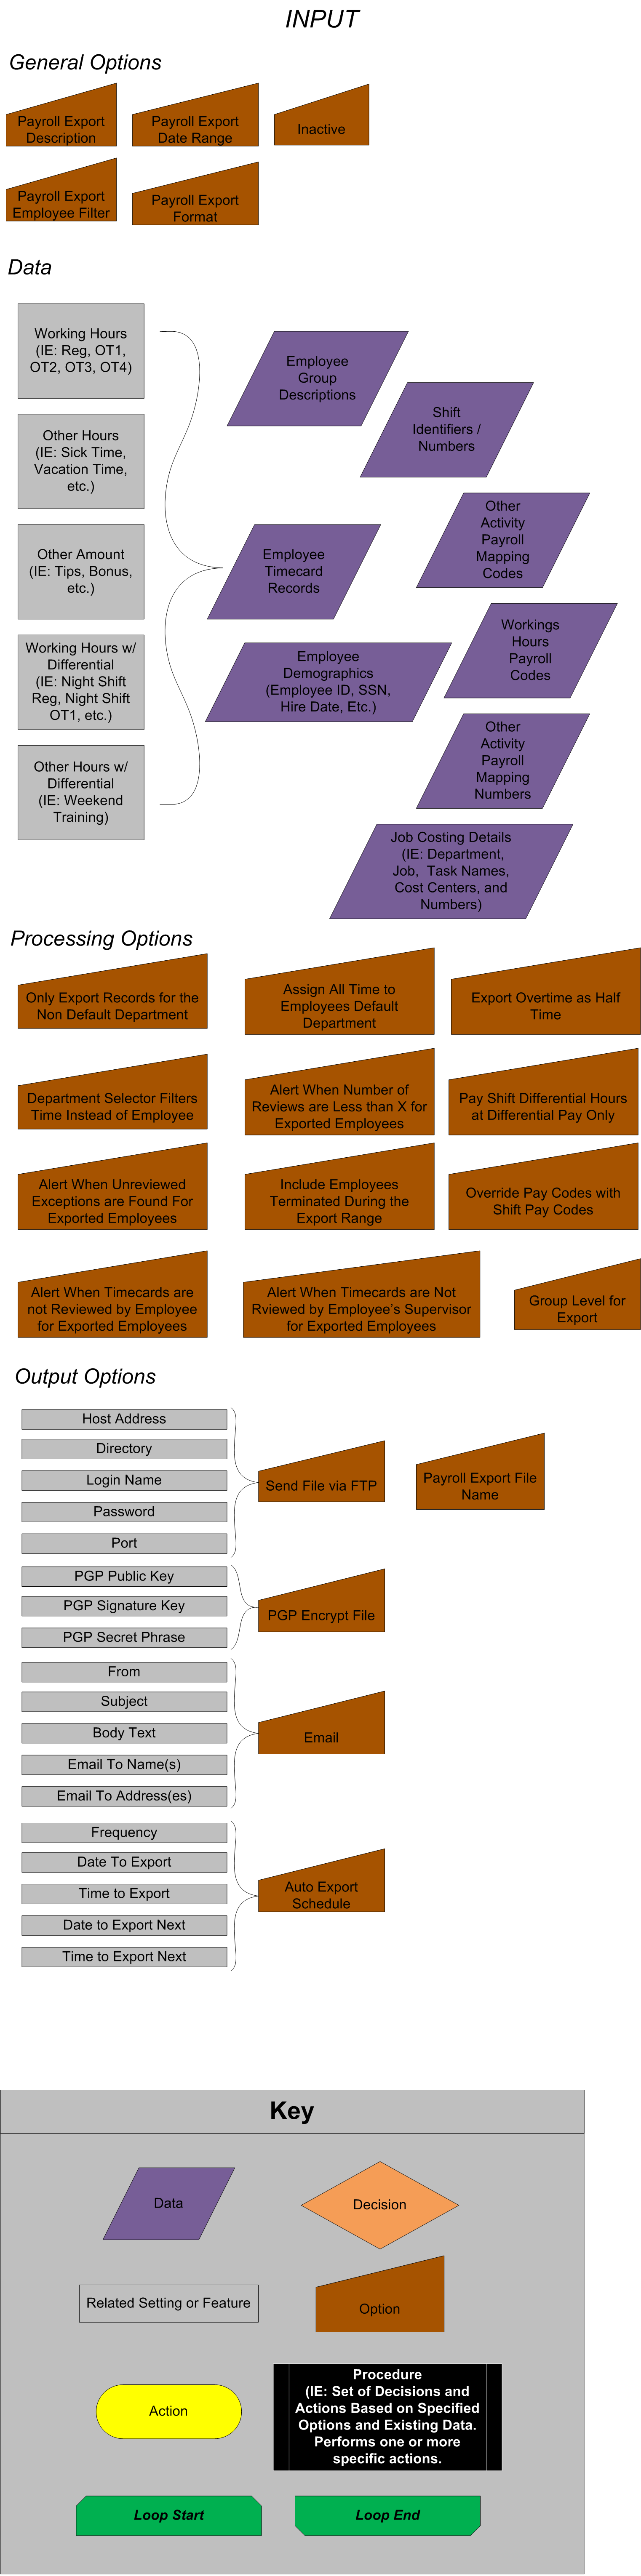 INPUT
General Options
Payroll Export
Description
Payroll Export
Date Range
Inactive
Payroll Export
Employee Filter
Payroll Export
Format
Data
Working Hours
(IE: Reg, OT1,
OT2, OT3, OT4)
Other Hours
(IE: Sick Time,
Vacation Time,
etc.)
Other Amount
(IE: Tips, Bonus,
etc.)
Working Hours w/
Differential
(IE: Night Shift
Reg, Night Shift
OT1, etc.)
Other Hours w/
Differential
(IE: Weekend
Training)
Employee
Group
Descriptions
Shift
Identifiers /
Numbers
Other
Activity
Payroll
Mapping
Codes
Employee
Timecard
Records
Workings
Hours
Payroll
Codes
Employee
Demographics
(Employee ID, SSN,
Hire Date, Etc.)
Other
Activity
Payroll
Mapping
Numbers
Job Costing Details
(IE: Department,
Job, Task Names,
Cost Centers, and
Numbers)
Processing Options
Only Export Records for the
Non Default Department
Assign All Time to
Employees Default
Department
Export Overtime as Half
Time
Department Selector Filters
Time Instead of Employee
Alert When Number of
Reviews are Less than X for
Exported Employees
Pay Shift Differential Hours
at Differential Pay Only
Alert When Unreviewed
Exceptions are Found For
Exported Employees
Include Employees
Terminated During the
Export Range
Override Pay Codes with
Shift Pay Codes
Alert When Timecards are
not Reviewed by Employee
for Exported Employees
Alert When Timecards are Not
Rviewed by Employee's Supervisor
for Exported Employees
Group Level for
Export
Output Options
Host Address
Directory
Login Name
Password
Port
Send File via FTP
Payroll Export File
Name
PGP Public Key
PGP Signature Key
PGP Secret Phrase
PGP Encrypt File
From
Subject
Body Text
Email To Name(s)
Email To Address(es)
Email
Frequency
Date To Export
Time to Export
Date to Export Next
Time to Export Next
Auto Export
Schedule
Key
Data
Decision
Related Setting or Feature
Option
Action
Procedure
(IE: Set of Decisions and
Actions Based on Specified
Options and Existing Data.
Performs one or more
specific actions.
Loop Start
Loop End